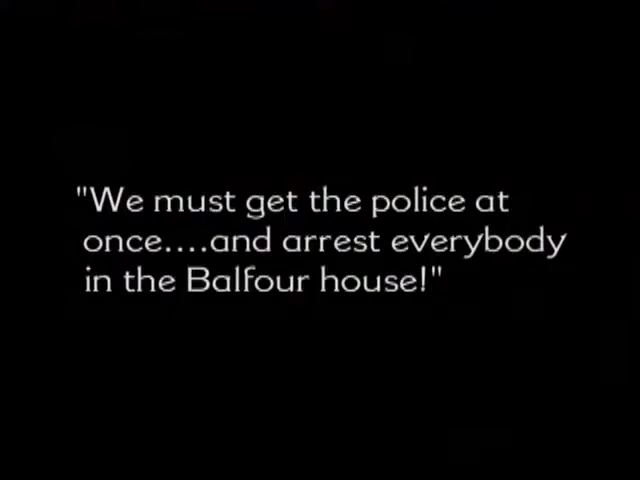 "We must get the police at
once....and arrest everybody
in the Balfour house!"